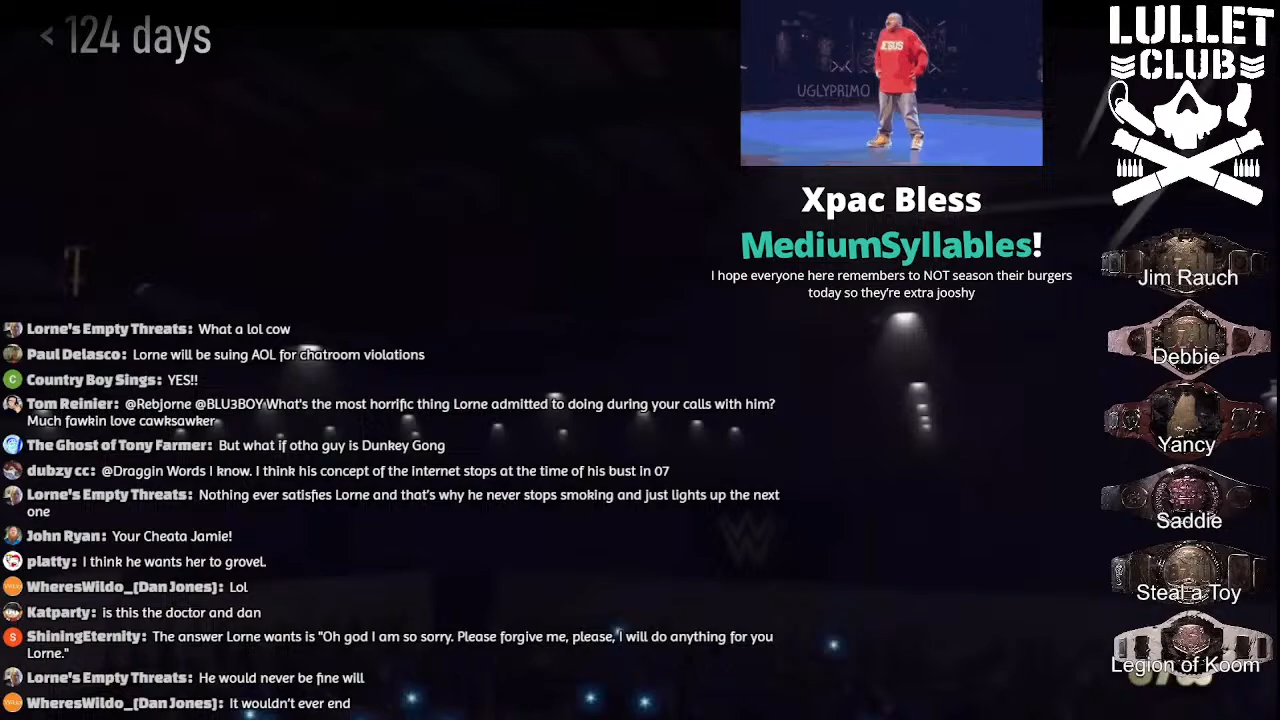 < 124 days
JESUS
UGLYPRIMO
Xpac Bless
MediumSyllables!
I hope everyone here remembers to NOT season their burgers
today so they're extra jooshy
LULLET
CLUB
Jim Rauch
Debbie
Yancy
Saddie
Steal a Toy
Legion of Koom
Lorne's Empty Threats: What a lol cow
Paul Delasco: Lorne will be suing AOL for chatroom violations
C Country Boy Sings: YES!!
Tom Reinier: @Rebjorne @BLU3BOY What's the most horrific thing Lorne admitted to doing during your calls with him?
Much fawkin love cawksawker
The Ghost of Tony Farmer: But what if otha guy is Dunkey Gong
dubzy cc: @Draggin Words I know. I think his concept of the internet stops at the time of his bust in 07
Lorne's Empty Threats: Nothing ever satisfies Lorne and that's why he never stops smoking and just lights up the next
one
John Ryan: Your Cheata Jamie!
platty: I think he wants her to grovel.
WheresWildo_(Dan Jones): Lol
Katparty: is this the doctor and dan
S ShiningEternity: The answer Lorne wants is "Oh god I am so sorry. Please forgive me, please, I will do anything for you
Lorne."
Lorne's Empty Threats: He would never be fine will
WheresWildo_(Dan Jones): It wouldn't ever end
W